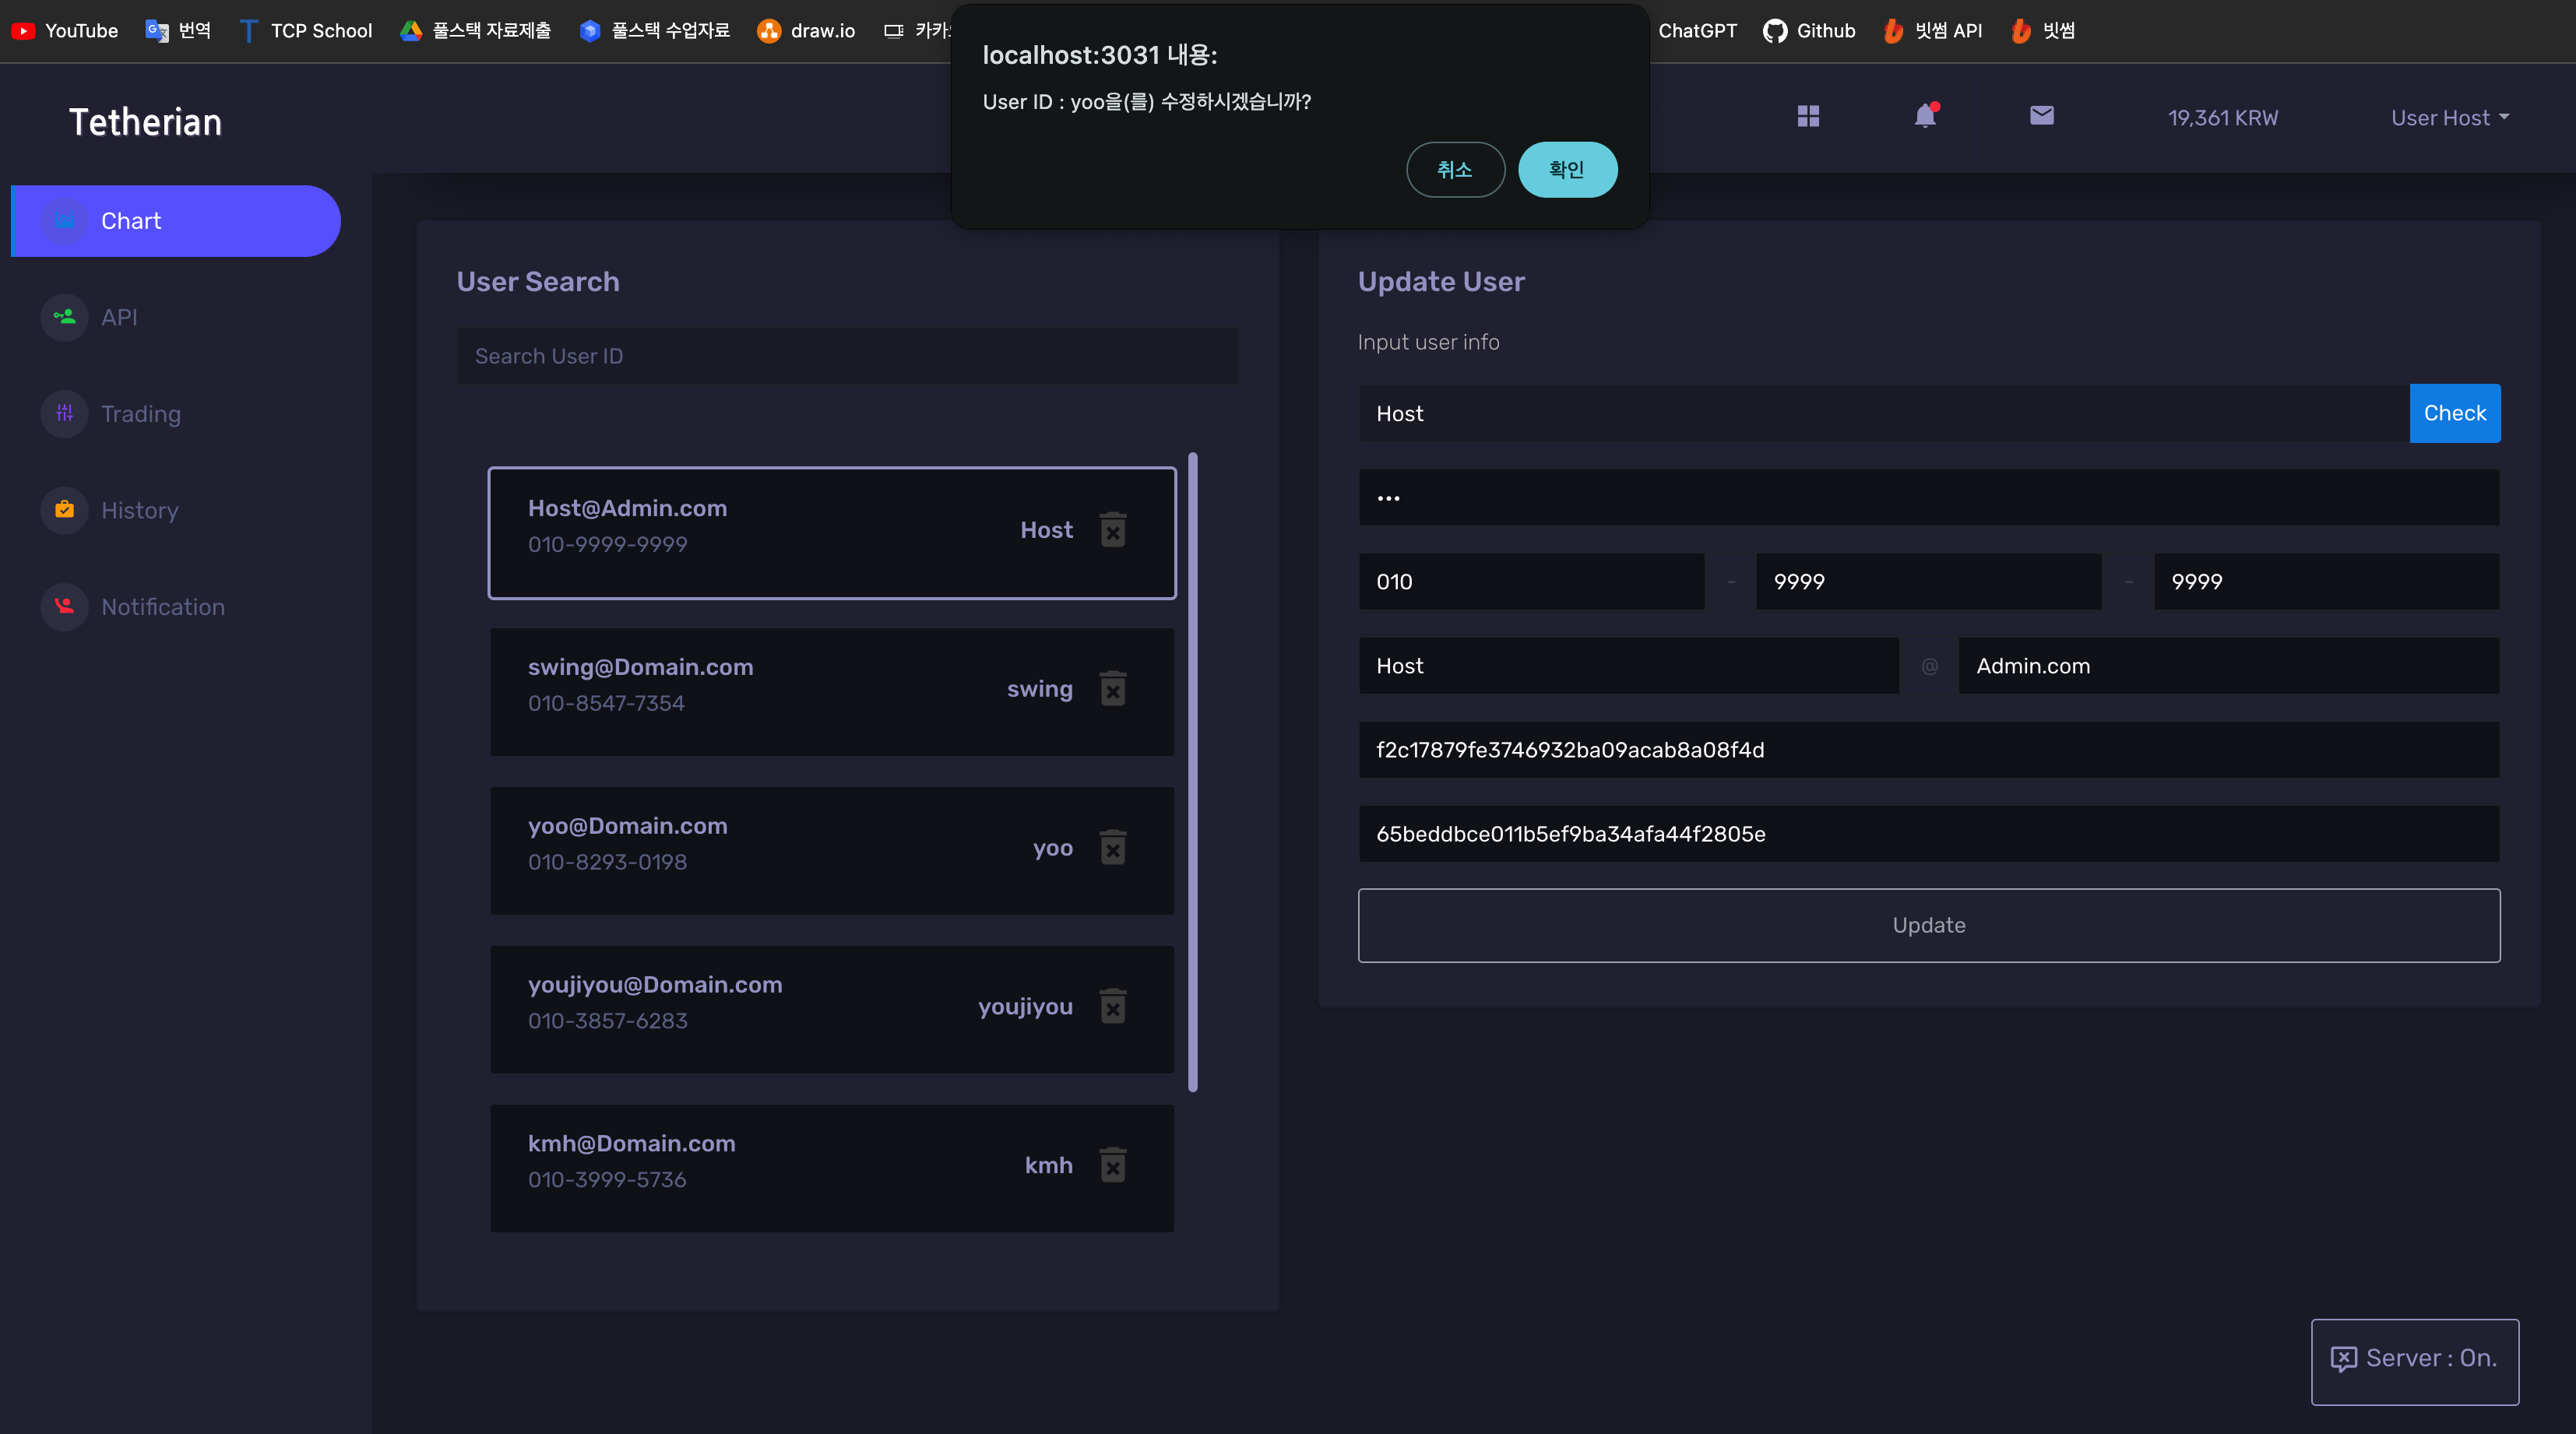 YouTube 번역 TCP School 풀스택 자료제출 풀스택 수업자료 draw.io ChatGPT Github 빗썸 API 빗썸
localhost:3031 내용:
User ID : yoo을(를) 수정하시겠습니까?
취소 확인
Tetherian
19,361 KRW
User Host
Chart
API
Trading
History
Notification
User Search
Search User ID
Host@Admin.com
010-9999-9999
Host
swing@Domain.com
010-8547-7354
swing
yoo@Domain.com
010-8293-0198
yoo
youjiyou@Domain.com
010-3857-6283
youjiyou
kmh@Domain.com
010-3999-5736
kmh
Update User
Input user info
Host Check
•••
010 - 9999 - 9999
Host @ Admin.com
f2c17879fe3746932ba09acab8a08f4d
65beddbce011b5ef9ba34afa44f2805e
Update
Server : On.